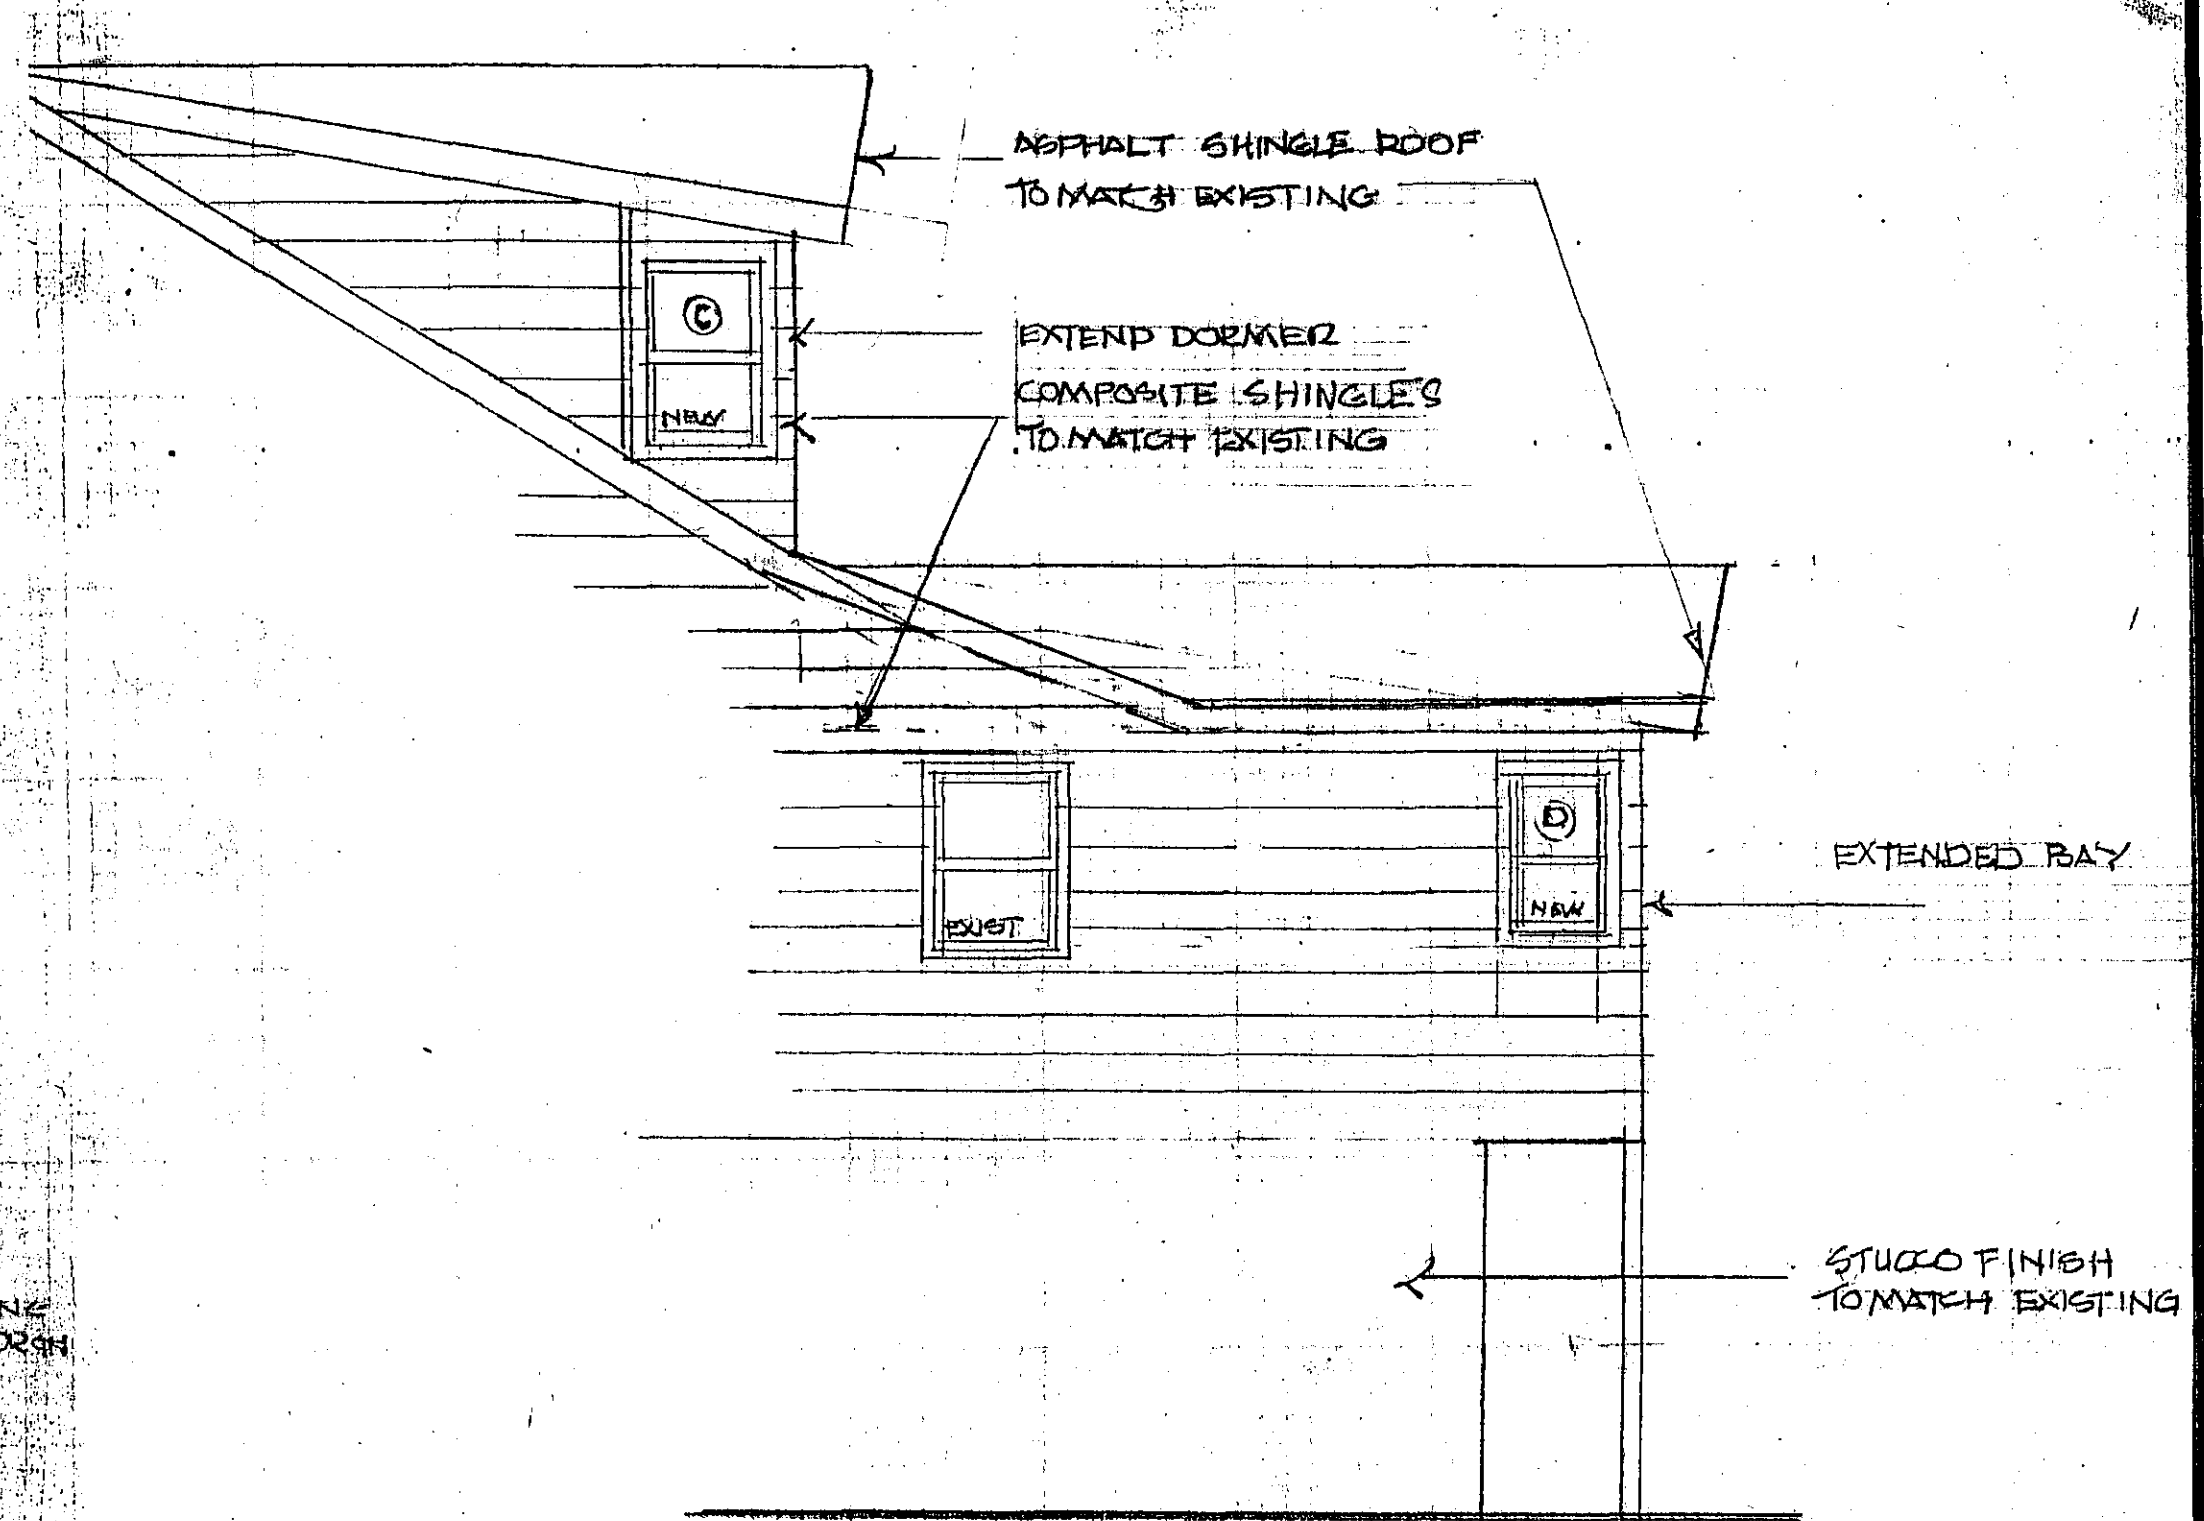 ASPHALT SHINGLE ROOF
TO MATCH EXISTING
C
NEW
EXTEND DORMER
COMPOSITE SHINGLES
TO MATCH EXISTING
EXIST
D
NEW
EXTENDED BAY
STUCCO FINISH
TO MATCH EXISTING